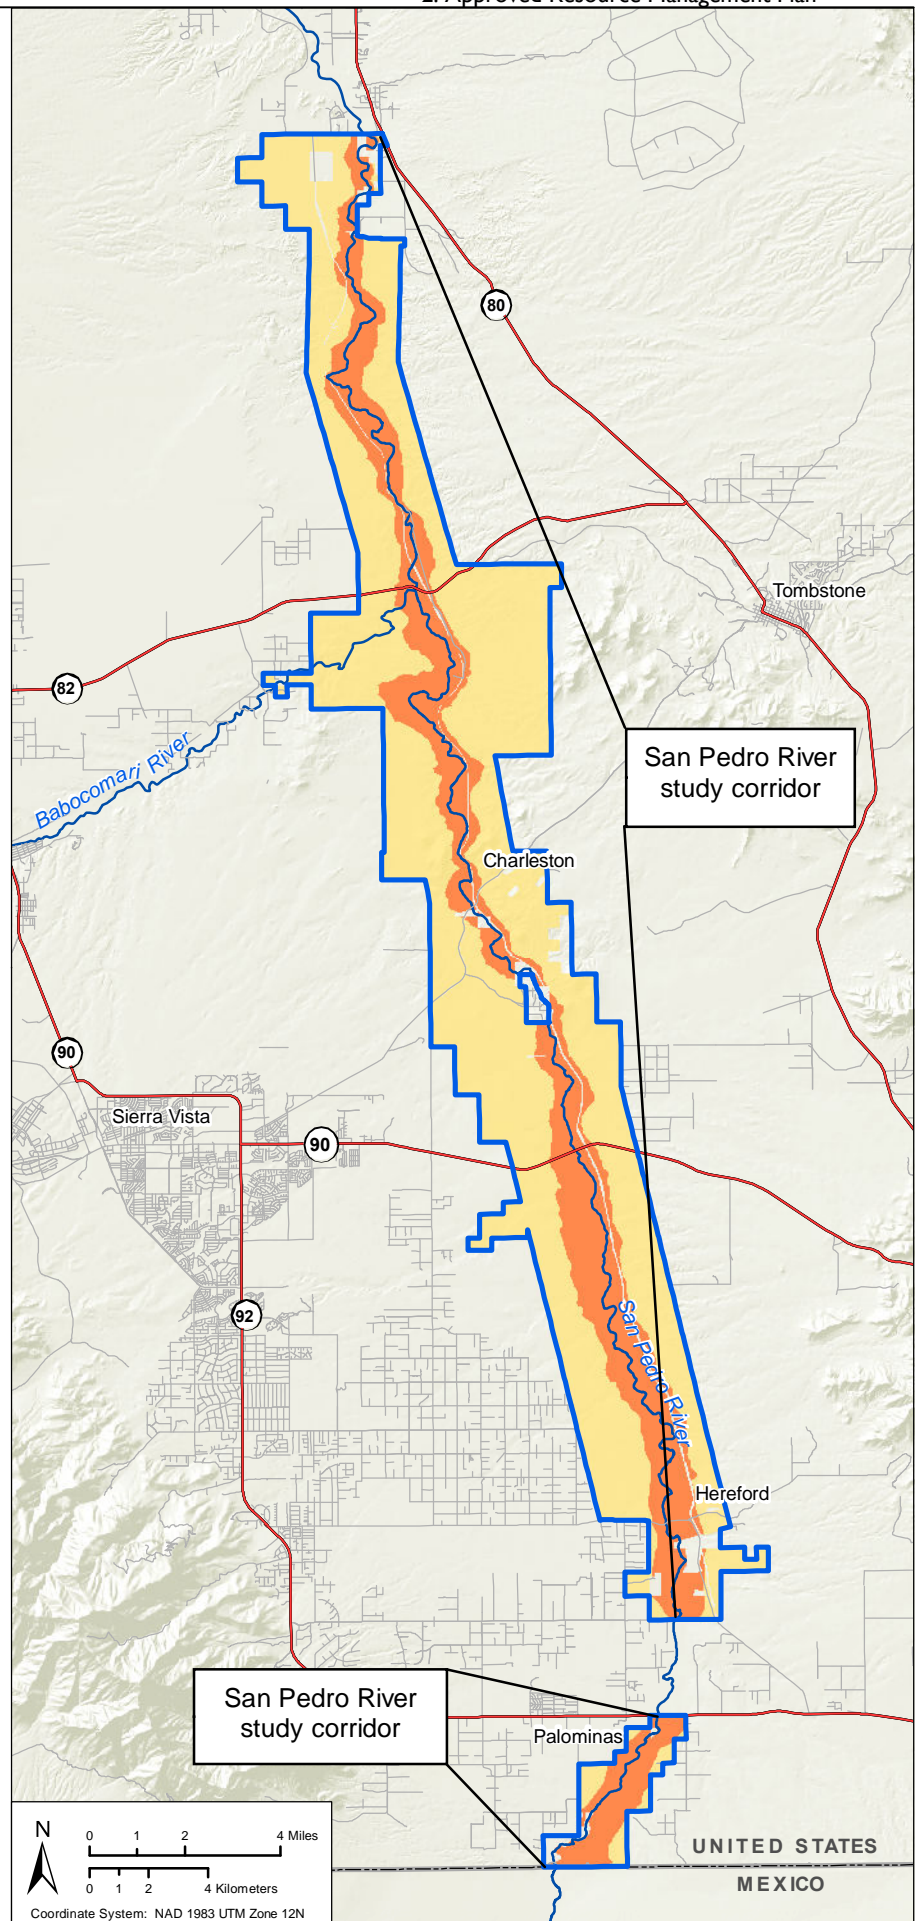 2. Approved Resource Management Plan
80
Tombstone
82
Babocomari River
San Pedro River
study corridor
Charleston
90
Sierra Vista
90
92
San Pedro River
Hereford
San Pedro River
study corridor
Palominas
N
0 1 2 4 Miles
0 1 2 4 Kilometers
Coordinate System: NAD 1983 UTM Zone 12N
UNITED STATES
MEXICO